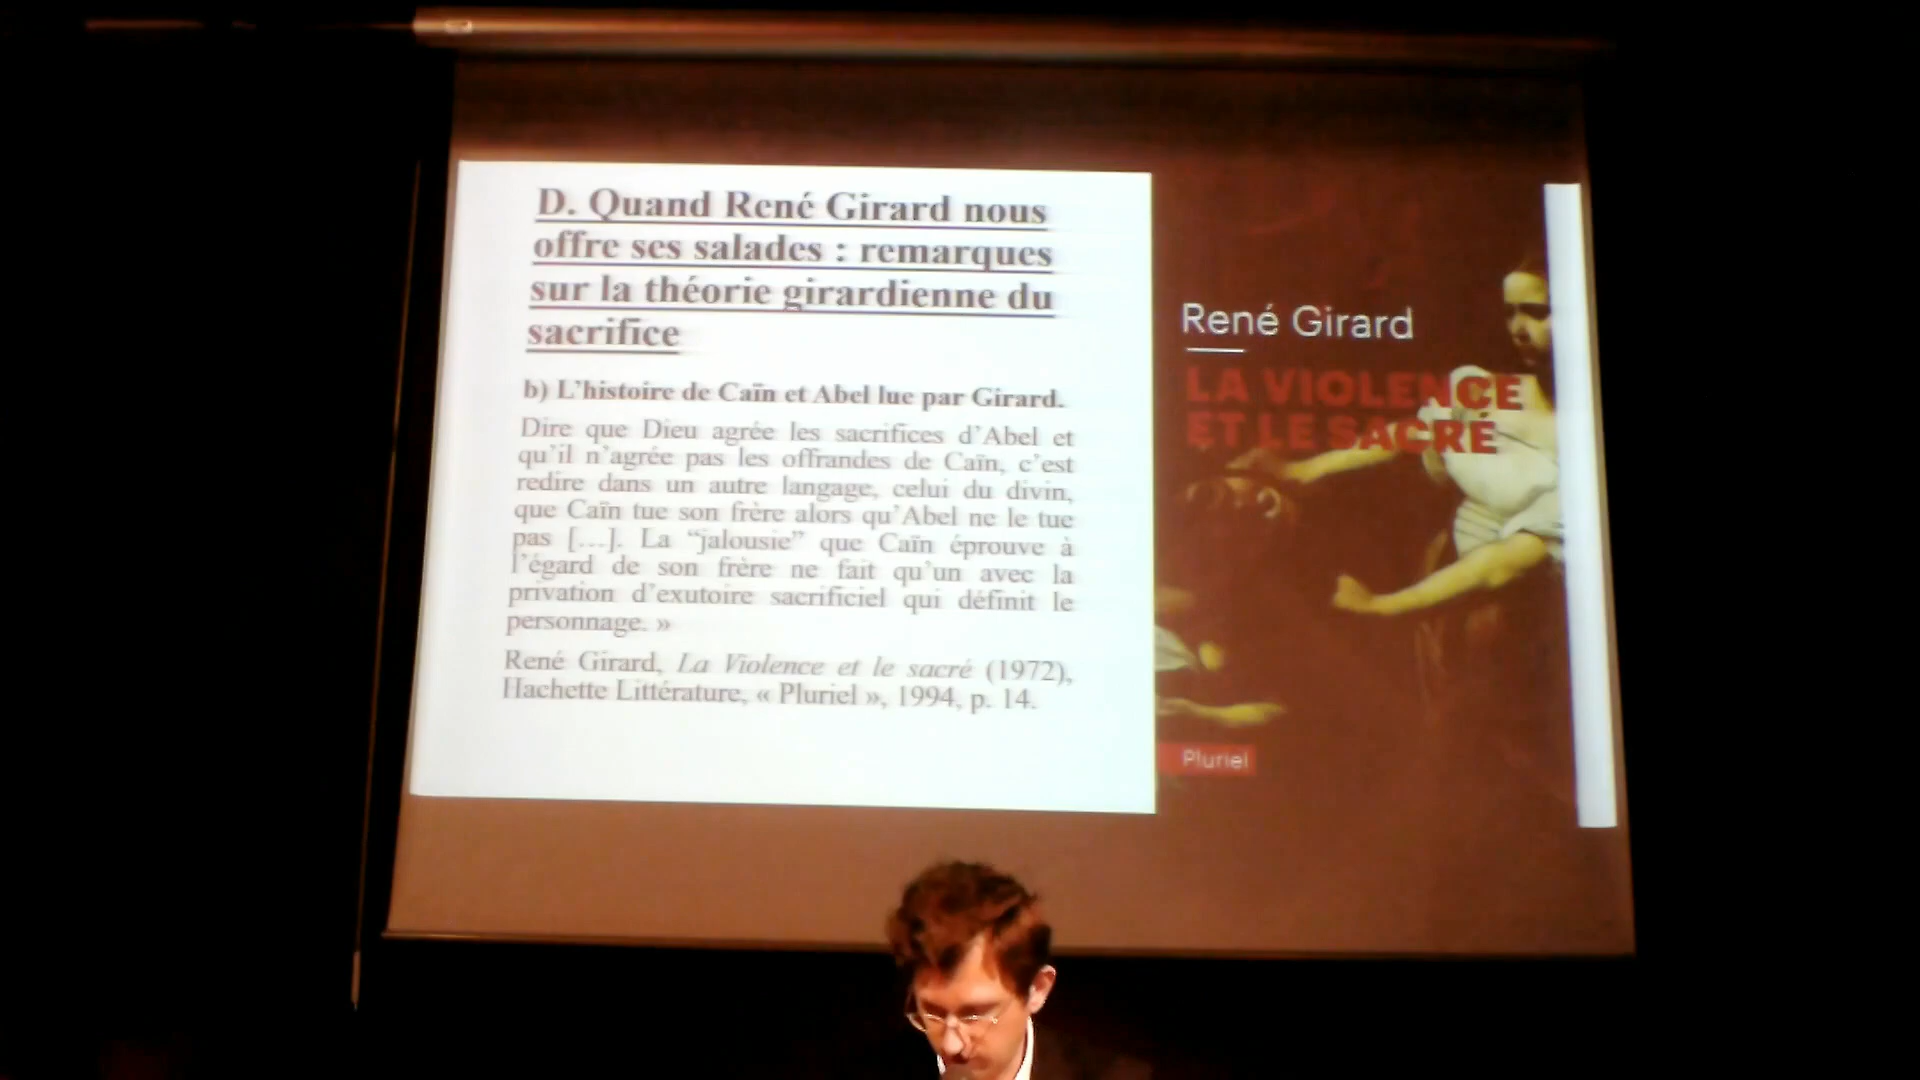 D. Quand René Girard nous
offre ses salades : remarques
sur la théorie girardienne du
sacrifice
b) L'histoire de Caïn et Abel lue par Girard.
Dire que Dieu agrée les sacrifices d'Abel et
qu'il n'agrée pas les offrandes de Caïn, c'est
redire dans un autre langage, celui du divin,
que Caïn tue son frère alors qu'Abel ne le tue
pas […]. La “jalousie” que Caïn éprouve à
l'égard de son frère ne fait qu'un avec la
privation d'exutoire sacrificiel qui définit le
personnage. »
René Girard, La Violence et le sacré (1972),
Hachette Littérature, « Pluriel », 1994, p. 14.
René Girard
LA VIOLENCE
ET LE SACRÉ
Pluriel